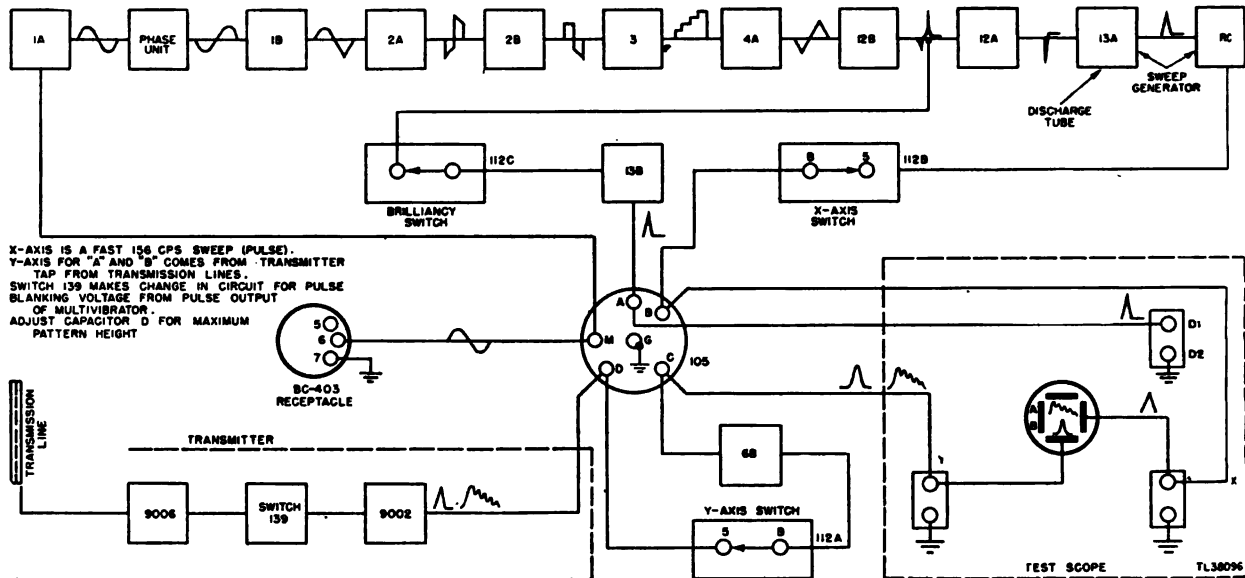 1A
PHASE
UNIT
1B
2A
2B
3
4A
12B
12A
13A
RC
SWEEP
GENERATOR
DISCHARGE
TUBE
112C
BRILLIANCY
SWITCH
13B
8
5
112B
X-AXIS
SWITCH
X-AXIS IS A FAST 156 CPS SWEEP (PULSE).
Y-AXIS FOR "A" AND "B" COMES FROM TRANSMITTER
TAP FROM TRANSMISSION LINES.
SWITCH 139 MAKES CHANGE IN CIRCUIT FOR PULSE
BLANKING VOLTAGE FROM PULSE OUTPUT
OF MULTIVIBRATOR.
ADJUST CAPACITOR D FOR MAXIMUM
PATTERN HEIGHT
5
6
7
BC-403
RECEPTACLE
A
B
M
G
C
D
105
D1
D2
A
B
TRANSMISSION
LINE
TRANSMITTER
9006
SWITCH
139
9002
6B
Y-AXIS SWITCH
5
8
112A
Y
X
TEST SCOPE
TL38096